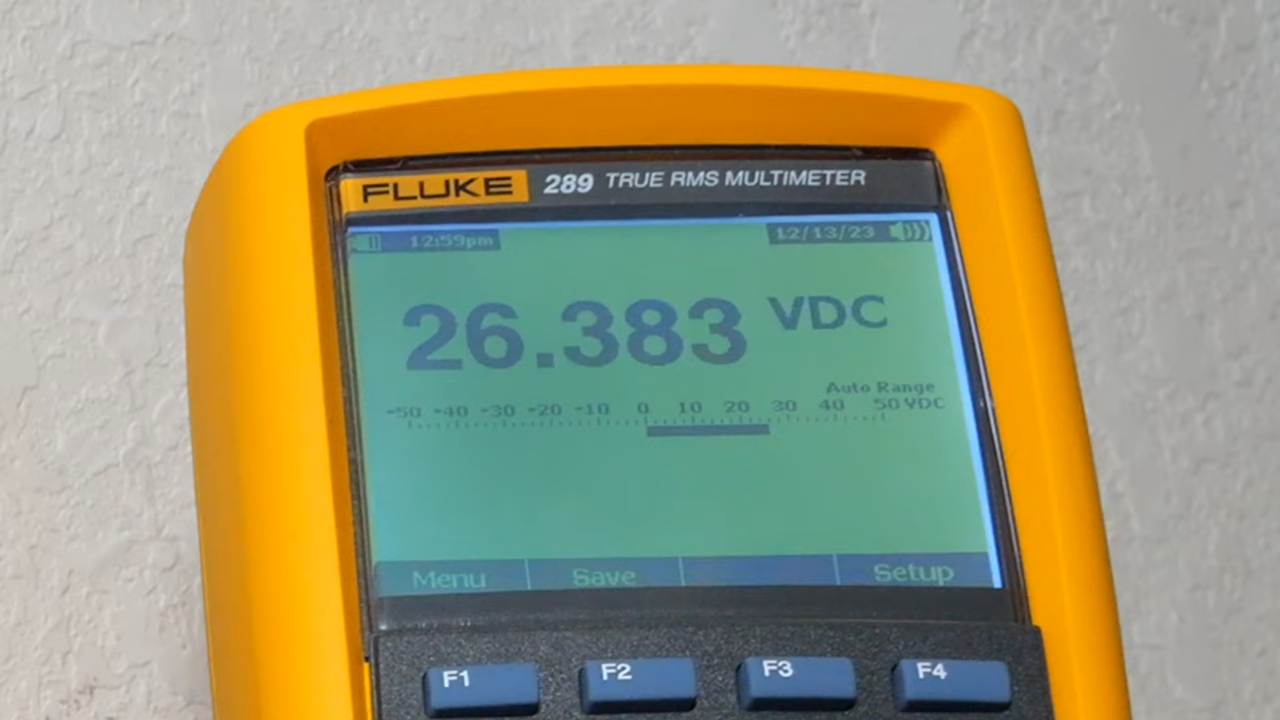 FLUKE 289 TRUE RMS MULTIMETER
12:59pm 12/13/23
26.383 VDC
Auto Range
-50 -40 -30 -20 -10 0 10 20 30 40 50 VDC
Menu Save Setup
F1 F2 F3 F4